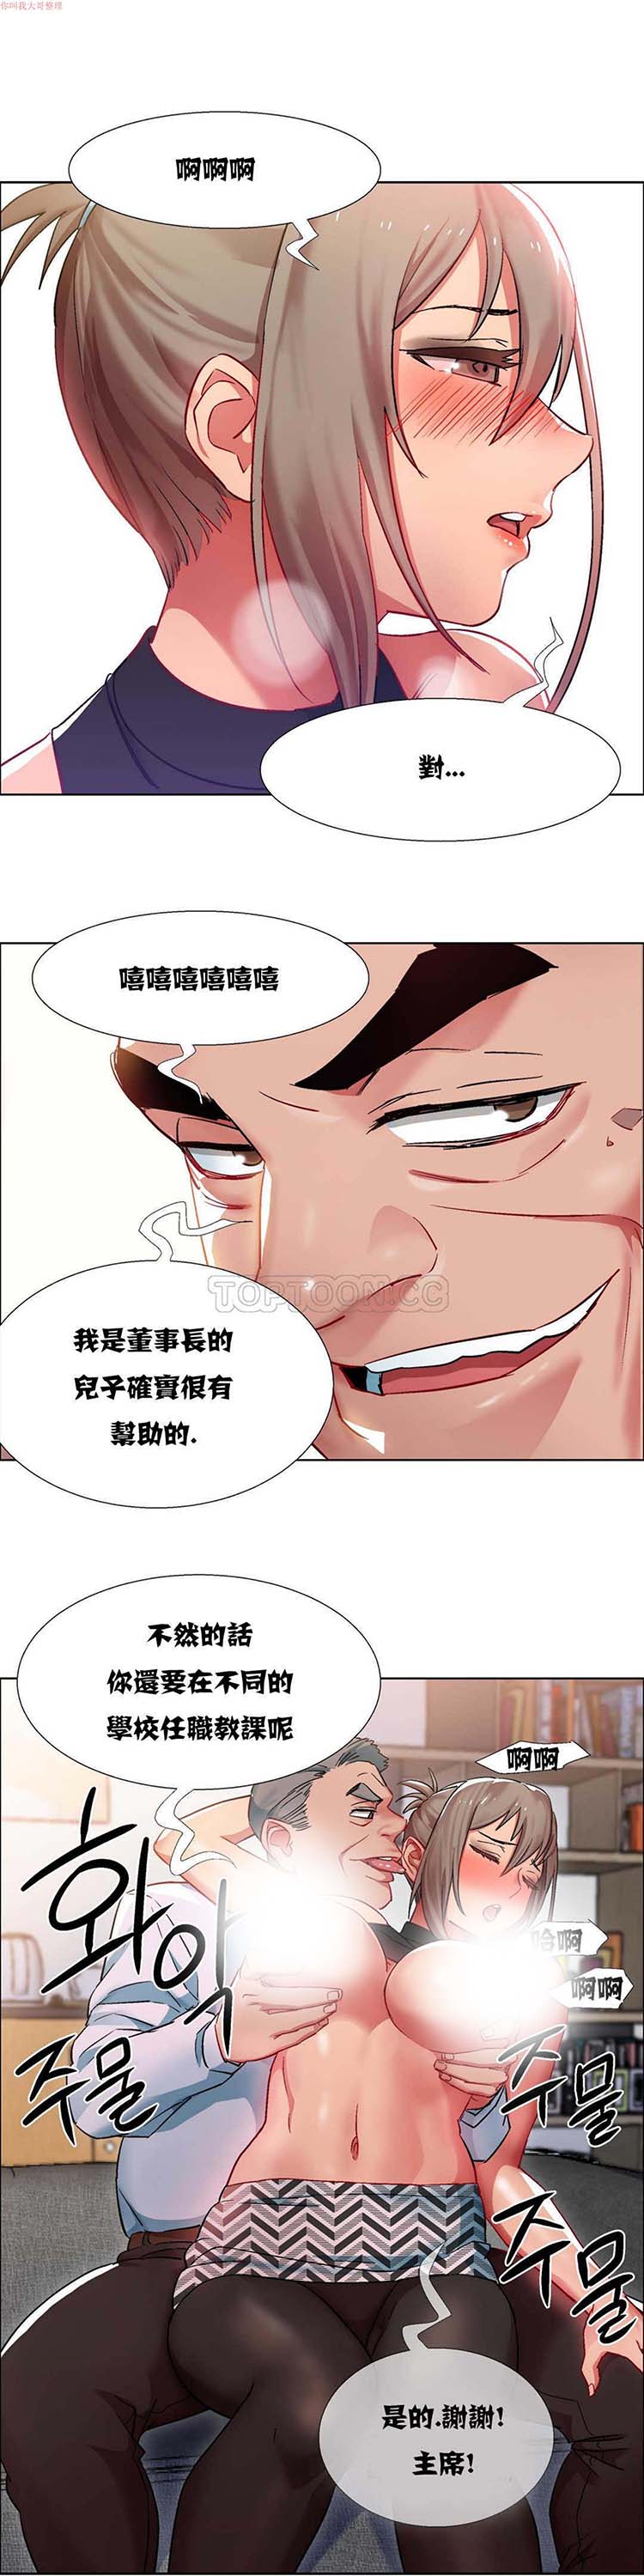 你叫我大哥整理
啊啊啊
對...
嘻嘻嘻嘻嘻嘻
TOPTOON.CC
我是董事長的
兒子確實很有
幫助的.
不然的話
你還要在不同的
學校任職教課呢
啊啊
화악
哈啊
啊啊
주물
주물
주물
是的.謝謝!
主席!